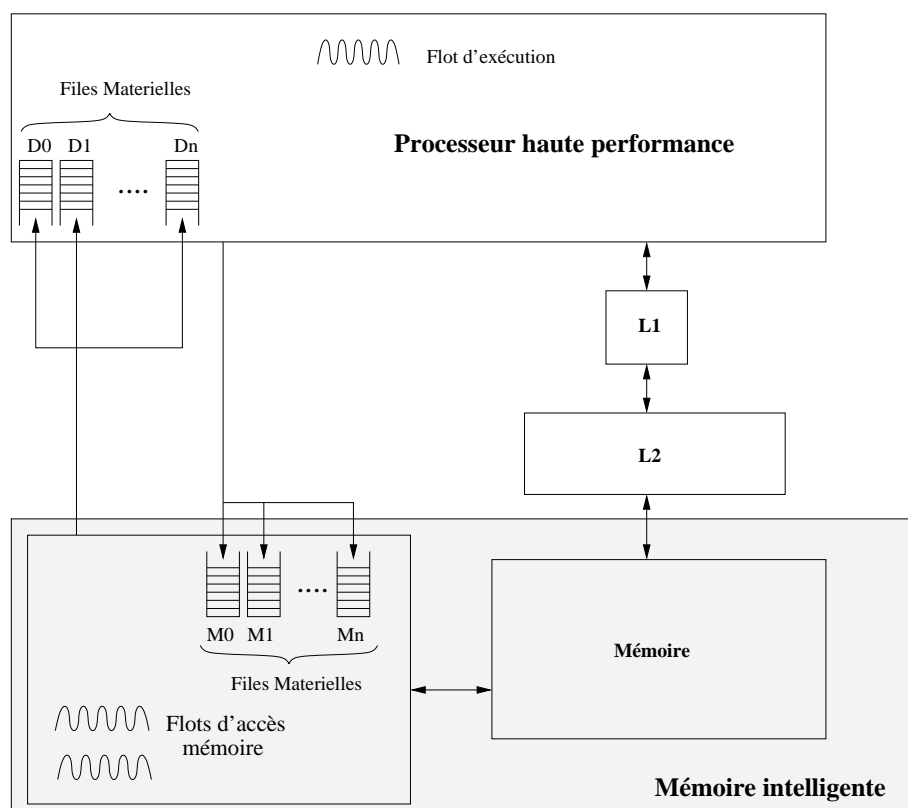 Flot d'exécution
Files Materielles
Processeur haute performance
D0 D1 Dn
....
L1
L2
....
M0 M1 Mn
Files Materielles
Mémoire
Flots d'accès
mémoire
Mémoire intelligente